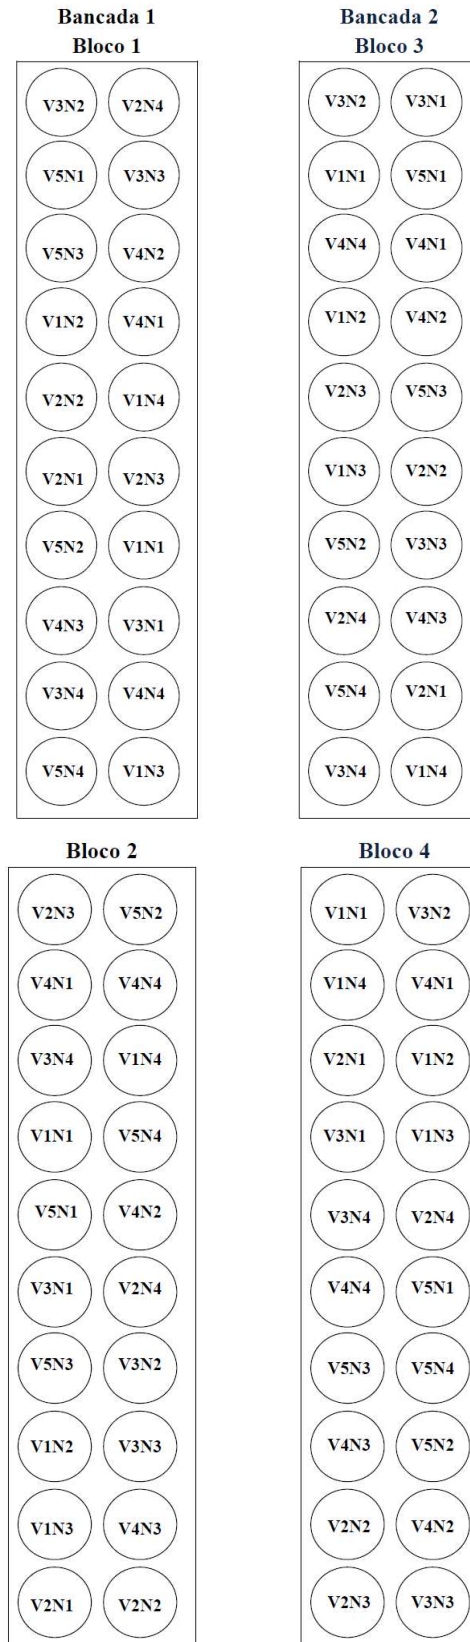 Bancada 1 Bancada 2
Bloco 1 Bloco 3
V3N2 V2N4 V3N2 V3N1
V5N1 V3N3 V1N1 V5N1
V5N3 V4N2 V4N4 V4N1
V1N2 V4N1 V1N2 V4N2
V2N2 V1N4 V2N3 V5N3
V2N1 V2N3 V1N3 V2N2
V5N2 V1N1 V5N2 V3N3
V4N3 V3N1 V2N4 V4N3
V3N4 V4N4 V5N4 V2N1
V5N4 V1N3 V3N4 V1N4
Bloco 2 Bloco 4
V2N3 V5N2 V1N1 V3N2
V4N1 V4N4 V1N4 V4N1
V3N4 V1N4 V2N1 V1N2
V1N1 V5N4 V3N1 V1N3
V5N1 V4N2 V3N4 V2N4
V3N1 V2N4 V4N4 V5N1
V5N3 V3N2 V5N3 V5N4
V1N2 V3N3 V4N3 V5N2
V1N3 V4N3 V2N2 V4N2
V2N1 V2N2 V2N3 V3N3